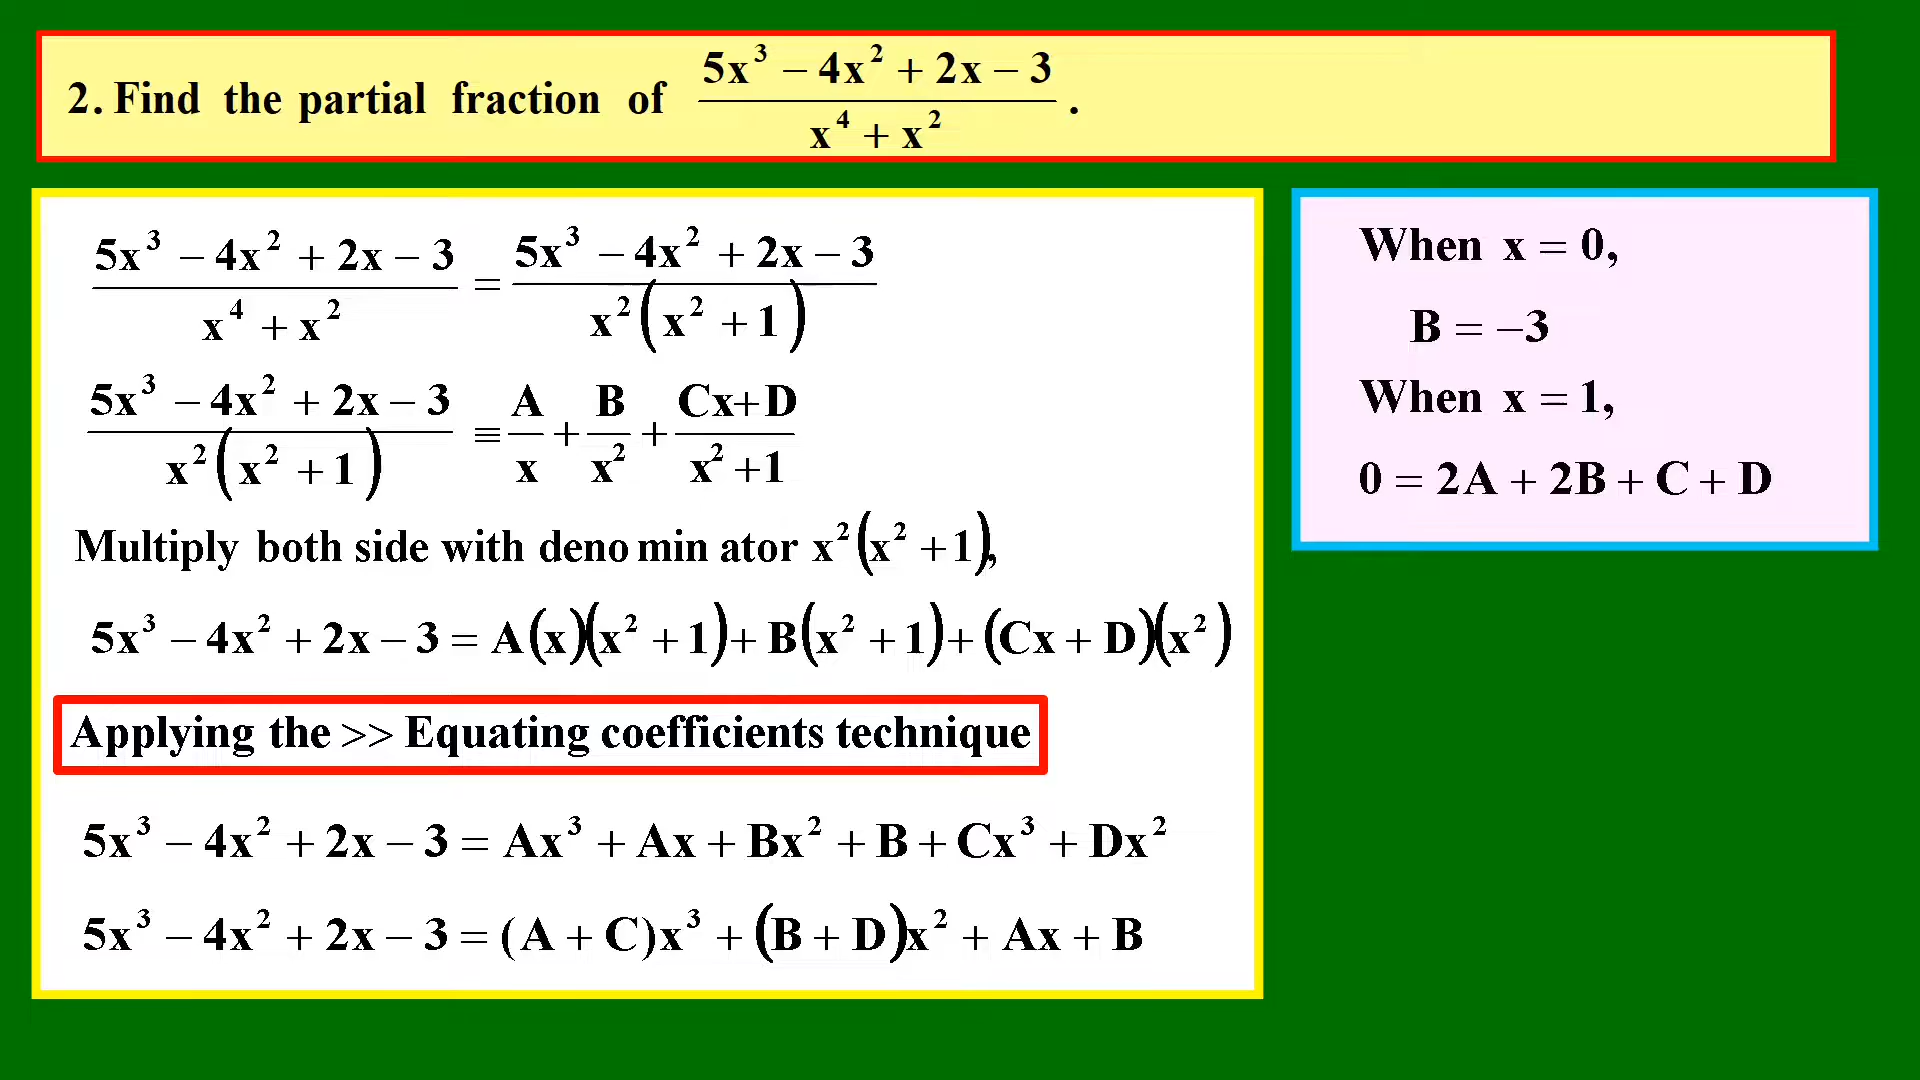 2. Find the partial fraction of (5x³ − 4x² + 2x − 3)/(x⁴ + x²).
(5x³ − 4x² + 2x − 3)/(x⁴ + x²) = (5x³ − 4x² + 2x − 3)/(x²(x² + 1))
(5x³ − 4x² + 2x − 3)/(x²(x² + 1)) ≡ A/x + B/x² + (Cx+D)/(x²+1)
Multiply both side with deno min ator x²(x² + 1),
5x³ − 4x² + 2x − 3 = A(x)(x² + 1) + B(x² + 1) + (Cx + D)(x²)
Applying the >> Equating coefficients technique
5x³ − 4x² + 2x − 3 = Ax³ + Ax + Bx² + B + Cx³ + Dx²
5x³ − 4x² + 2x − 3 = (A + C)x³ + (B + D)x² + Ax + B
When x = 0,
B = −3
When x = 1,
0 = 2A + 2B + C + D